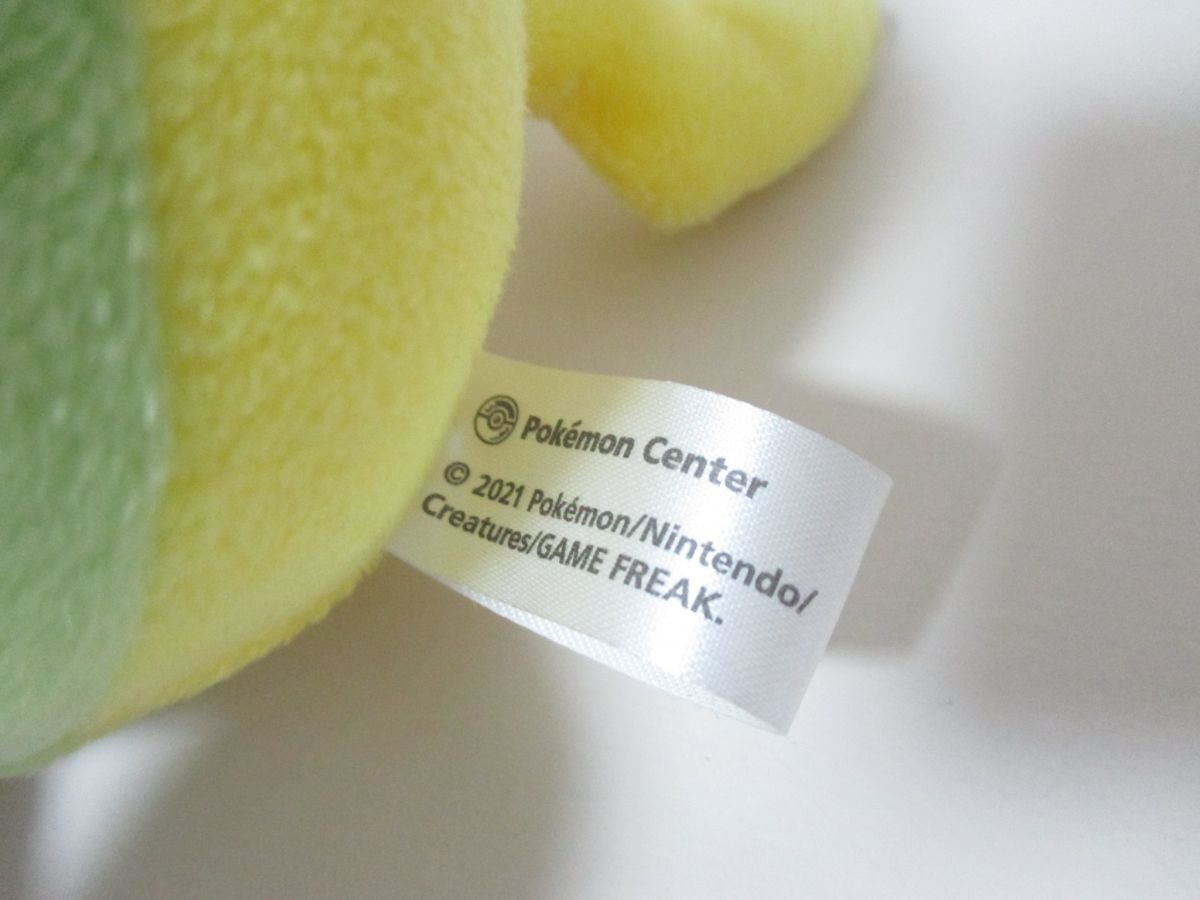 Pokémon Center
© 2021 Pokémon/Nintendo/
Creatures/GAME FREAK.